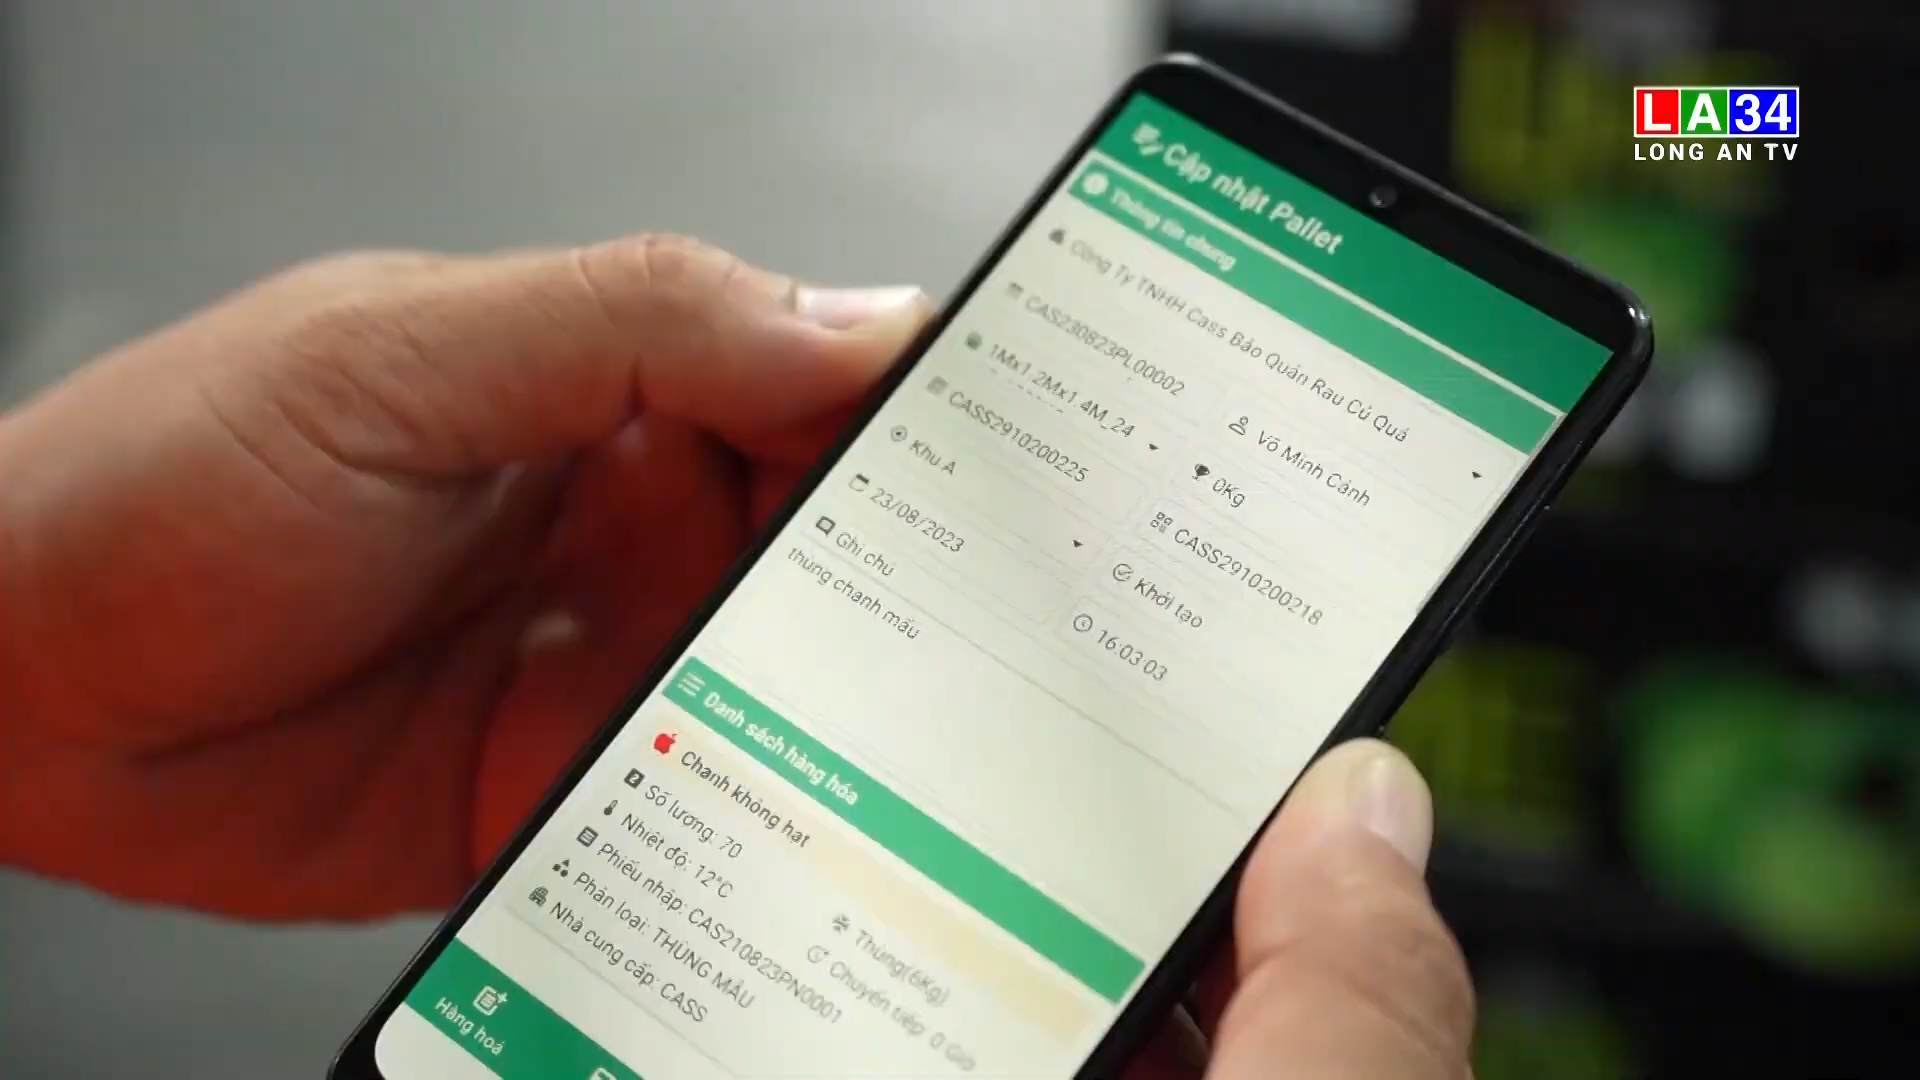 LA34
LONG AN TV
Cập nhật Pallet
Thông tin chung
Công Ty TNHH Cass Bảo Quản Rau Củ Quả
CAS230823PL00002
Võ Minh Cảnh
1Mx1.2Mx1.4M_24
0Kg
CASS2910200225
CASS2910200218
Khu A
Khởi tạo
23/08/2023
16:03:03
Ghi chú
thùng chanh mẫu
Danh sách hàng hóa
Chanh không hạt
Số lượng: 70
Thùng(6Kg)
Nhiệt độ: 12°C
Chuyển tiếp: 0 Giờ
Phiếu nhập: CAS210823PN0001
Phân loại: THÙNG MẪU
Nhà cung cấp: CASS
Hàng hoá